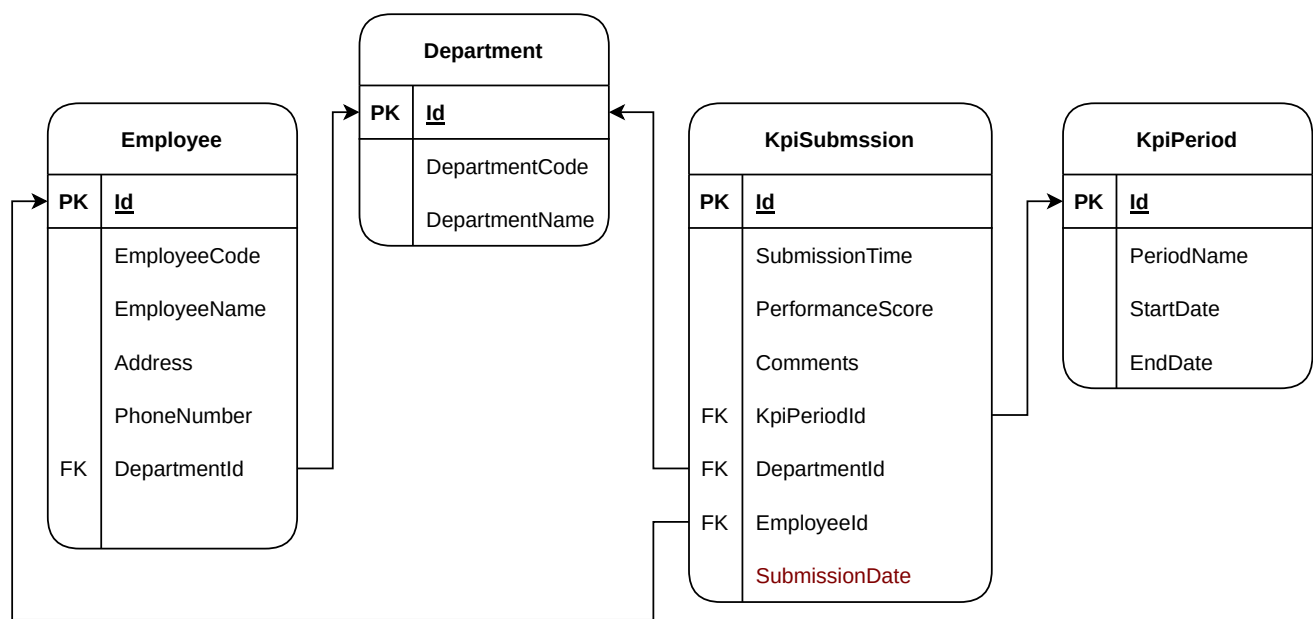 Department
PK Id
DepartmentCode
DepartmentName
Employee
PK Id
EmployeeCode
EmployeeName
Address
PhoneNumber
FK DepartmentId
KpiSubmssion
PK Id
SubmissionTime
PerformanceScore
Comments
FK KpiPeriodId
FK DepartmentId
FK EmployeeId
SubmissionDate
KpiPeriod
PK Id
PeriodName
StartDate
EndDate